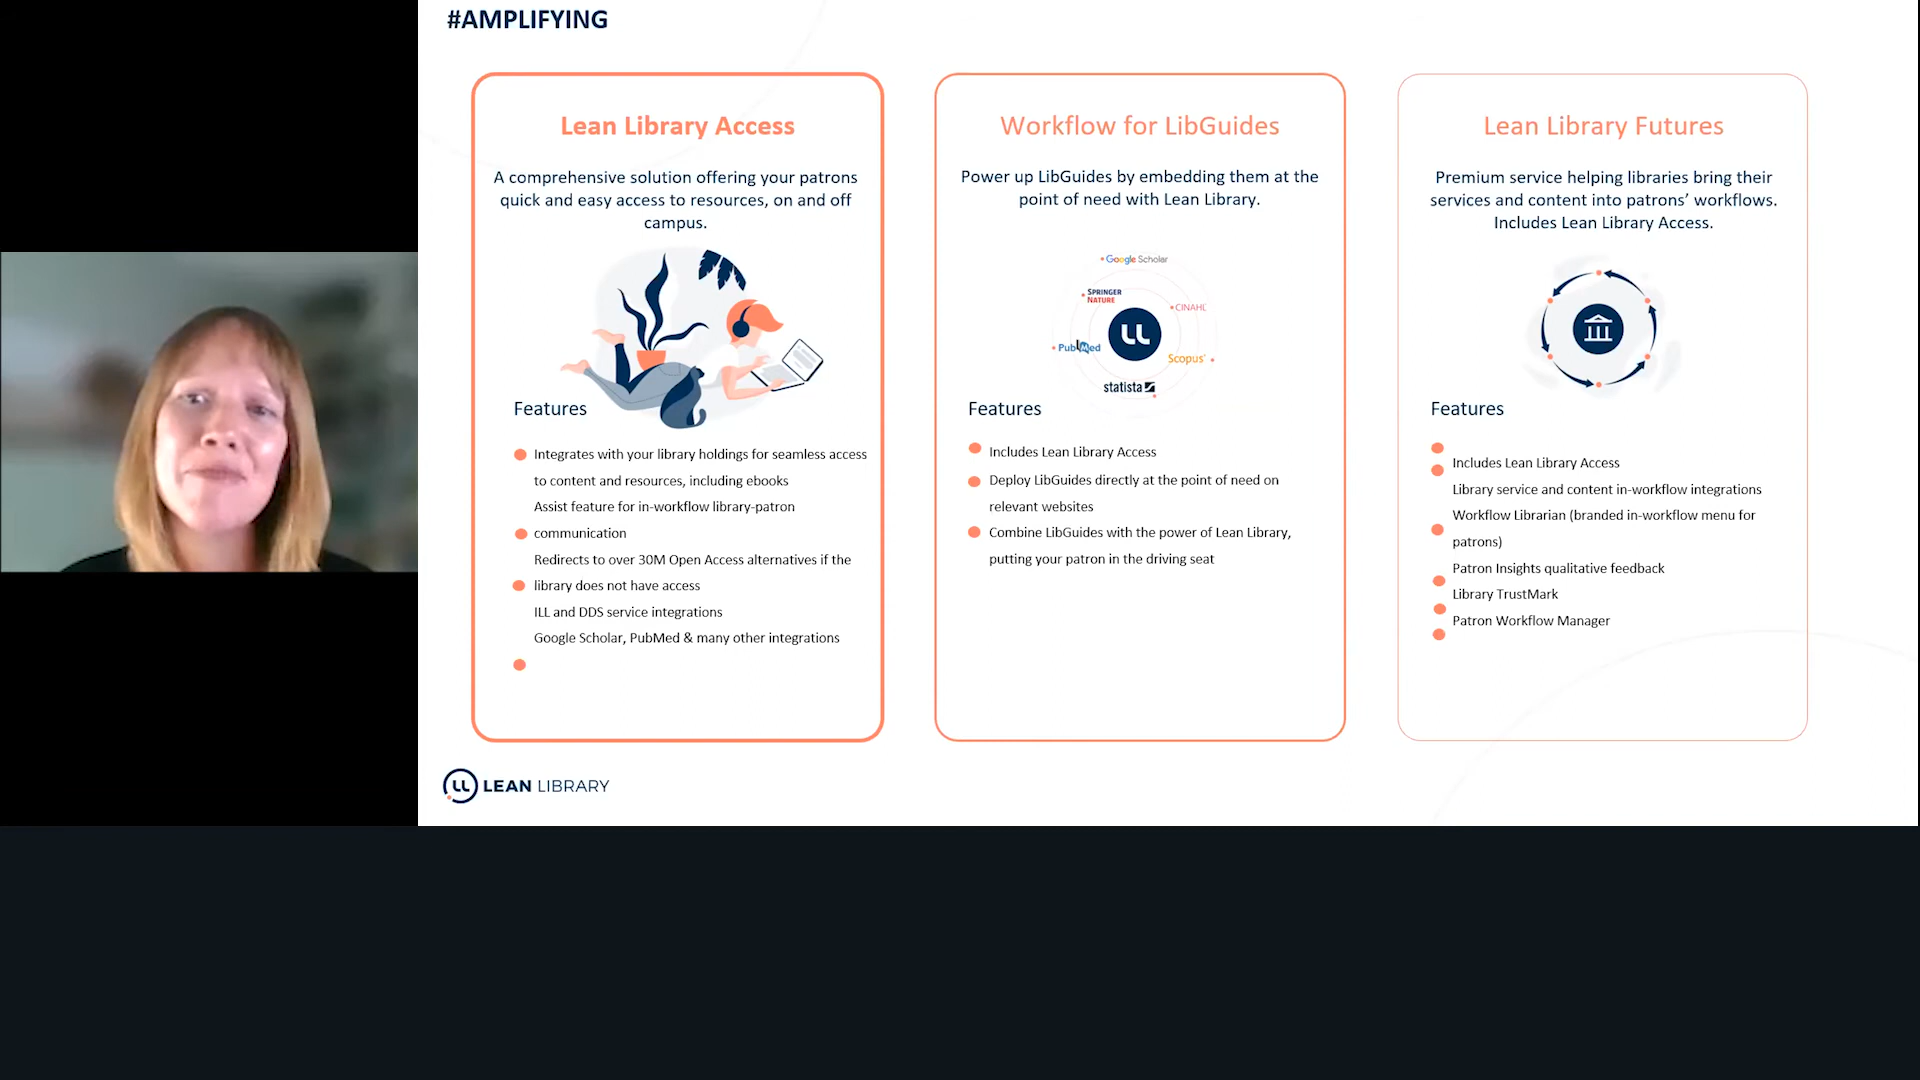 #AMPLIFYING
Lean Library Access
A comprehensive solution offering your patrons
quick and easy access to resources, on and off
campus.
Features
Integrates with your library holdings for seamless access
to content and resources, including ebooks
Assist feature for in-workflow library-patron
communication
Redirects to over 30M Open Access alternatives if the
library does not have access
ILL and DDS service integrations
Google Scholar, PubMed & many other integrations
Workflow for LibGuides
Power up LibGuides by embedding them at the
point of need with Lean Library.
Google Scholar
SPRINGER
NATURE
CINAHL
LL
PubMed
Scopus
statista
Features
Includes Lean Library Access
Deploy LibGuides directly at the point of need on
relevant websites
Combine LibGuides with the power of Lean Library,
putting your patron in the driving seat
Lean Library Futures
Premium service helping libraries bring their
services and content into patrons’ workflows.
Includes Lean Library Access.
Features
Includes Lean Library Access
Library service and content in-workflow integrations
Workflow Librarian (branded in-workflow menu for
patrons)
Patron Insights qualitative feedback
Library TrustMark
Patron Workflow Manager
LL LEAN LIBRARY